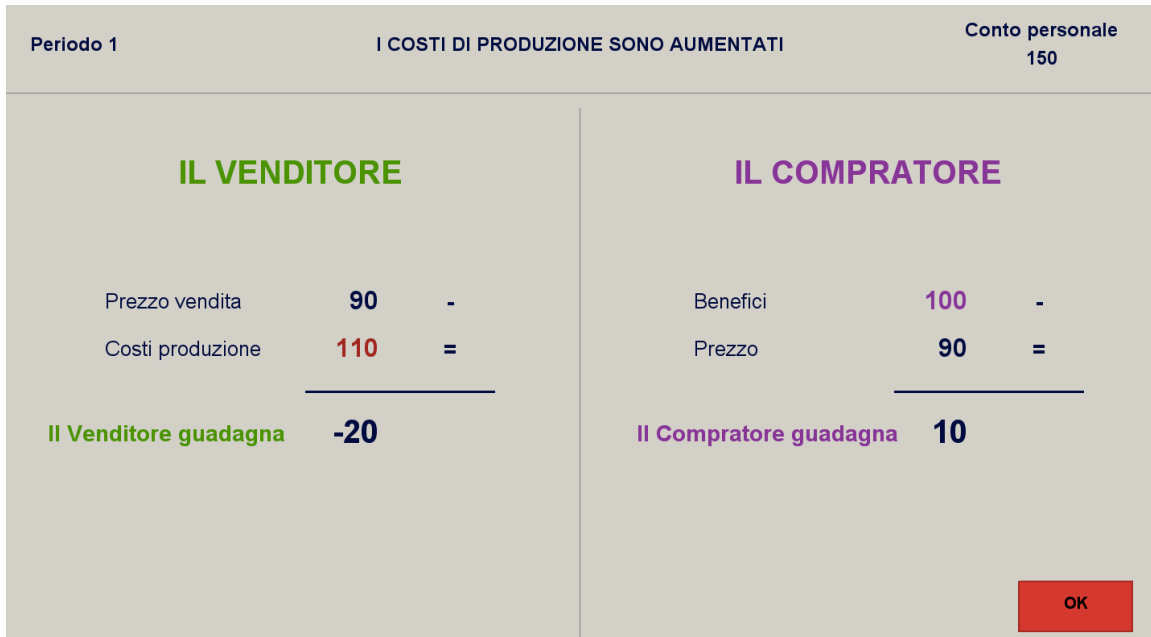 Periodo 1
I COSTI DI PRODUZIONE SONO AUMENTATI
Conto personale
150
IL VENDITORE
Prezzo vendita 90 -
Costi produzione 110 =
Il Venditore guadagna -20
IL COMPRATORE
Benefici 100 -
Prezzo 90 =
Il Compratore guadagna 10
OK